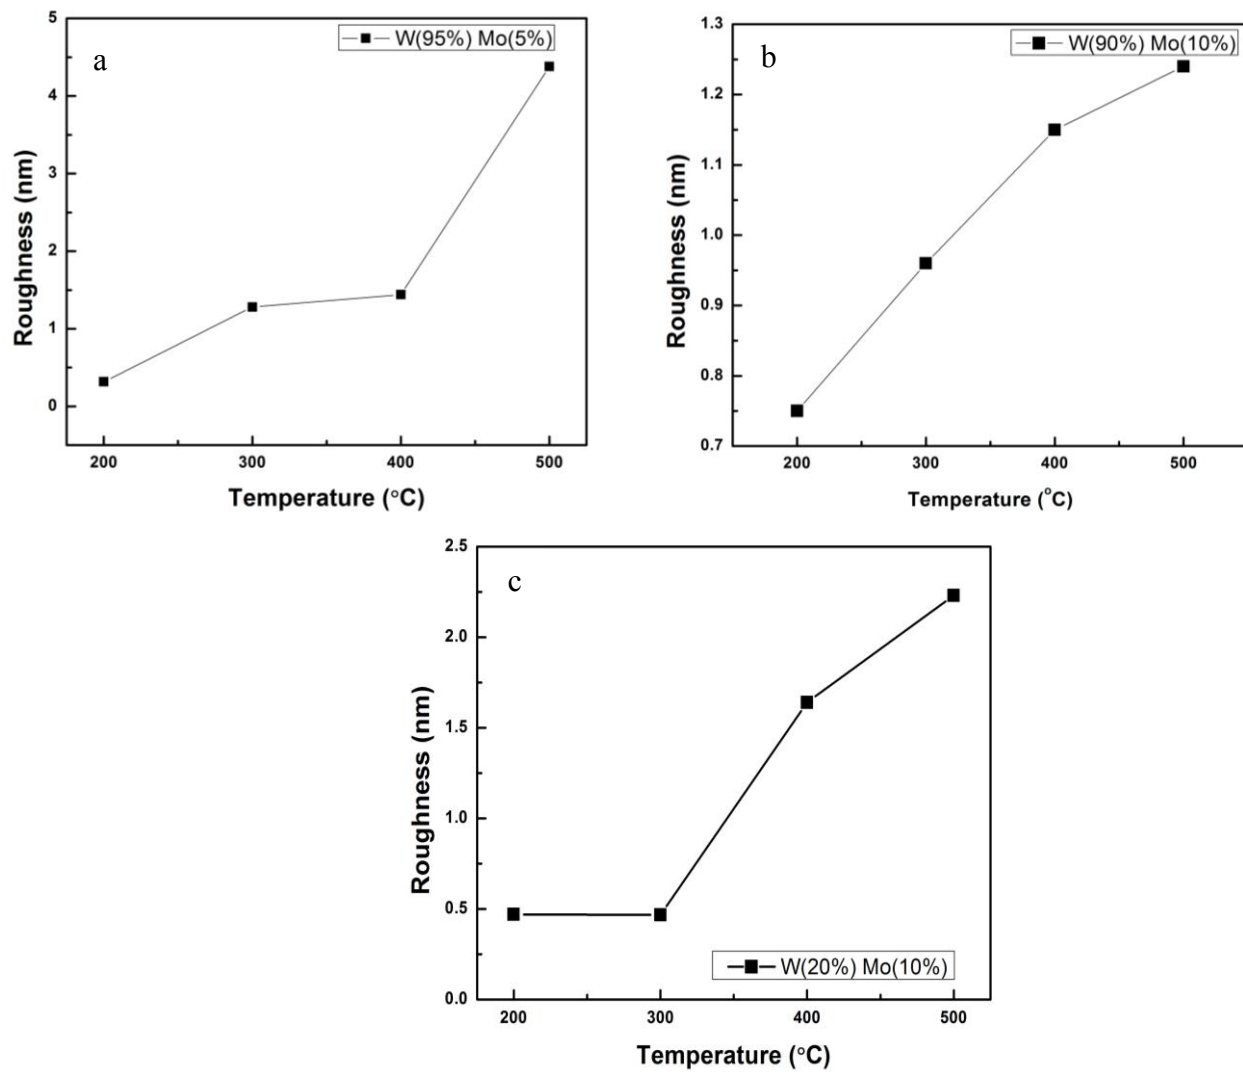 a
W(95%) Mo(5%)
5
4
3
2
1
0
Roughness (nm)
200 300 400 500
Temperature (°C)
b
W(90%) Mo(10%)
1.3
1.2
1.1
1.0
0.9
0.8
0.7
Roughness (nm)
200 300 400 500
Temperature (°C)
c
2.5
2.0
1.5
1.0
0.5
0.0
Roughness (nm)
W(20%) Mo(10%)
200 300 400 500
Temperature (°C)